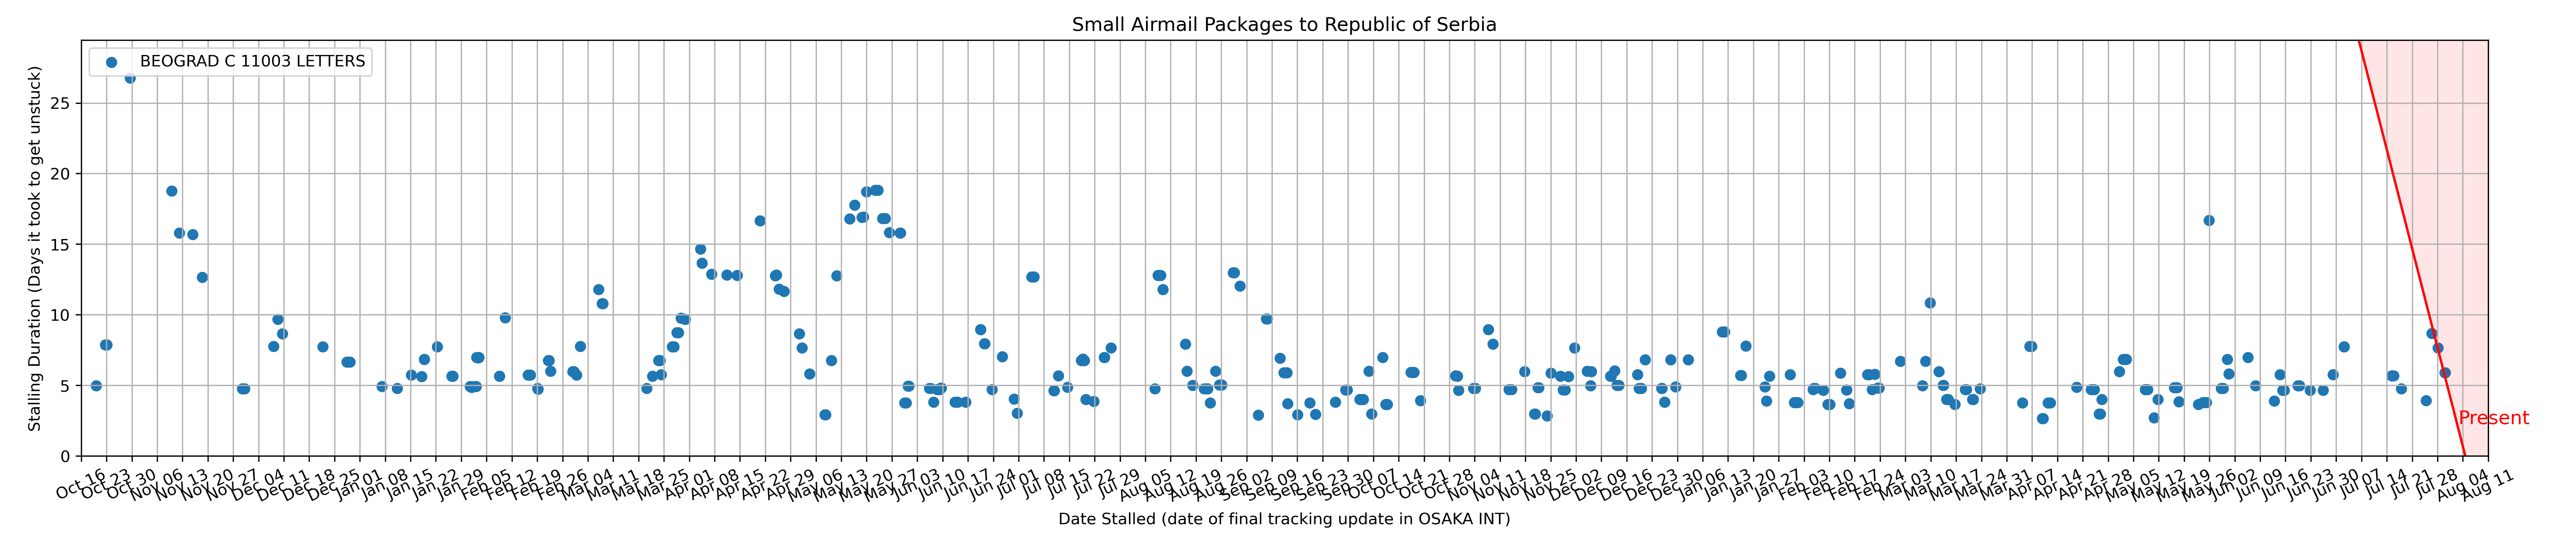 Small Airmail Packages to Republic of Serbia
BEOGRAD C 11003 LETTERS
Stalling Duration (Days it took to get unstuck)
25
20
15
10
5
0
Present
Oct 16
Oct 23
Oct 30
Nov 06
Nov 13
Nov 20
Nov 27
Dec 04
Dec 11
Dec 18
Dec 25
Jan 01
Jan 08
Jan 15
Jan 22
Jan 29
Feb 05
Feb 12
Feb 19
Feb 26
Mar 04
Mar 11
Mar 18
Mar 25
Apr 01
Apr 08
Apr 15
Apr 22
Apr 29
May 06
May 13
May 20
May 27
Jun 03
Jun 10
Jun 17
Jun 24
Jul 01
Jul 08
Jul 15
Jul 22
Jul 29
Aug 05
Aug 12
Aug 19
Aug 26
Sep 02
Sep 09
Sep 16
Sep 23
Sep 30
Oct 07
Oct 14
Oct 21
Oct 28
Nov 04
Nov 11
Nov 18
Nov 25
Dec 02
Dec 09
Dec 16
Dec 23
Dec 30
Jan 06
Jan 13
Jan 20
Jan 27
Feb 03
Feb 10
Feb 17
Feb 24
Mar 03
Mar 10
Mar 17
Mar 24
Mar 31
Apr 07
Apr 14
Apr 21
Apr 28
May 05
May 12
May 19
May 26
Jun 02
Jun 09
Jun 16
Jun 23
Jun 30
Jul 07
Jul 14
Jul 21
Jul 28
Aug 04
Aug 11
Date Stalled (date of final tracking update in OSAKA INT)